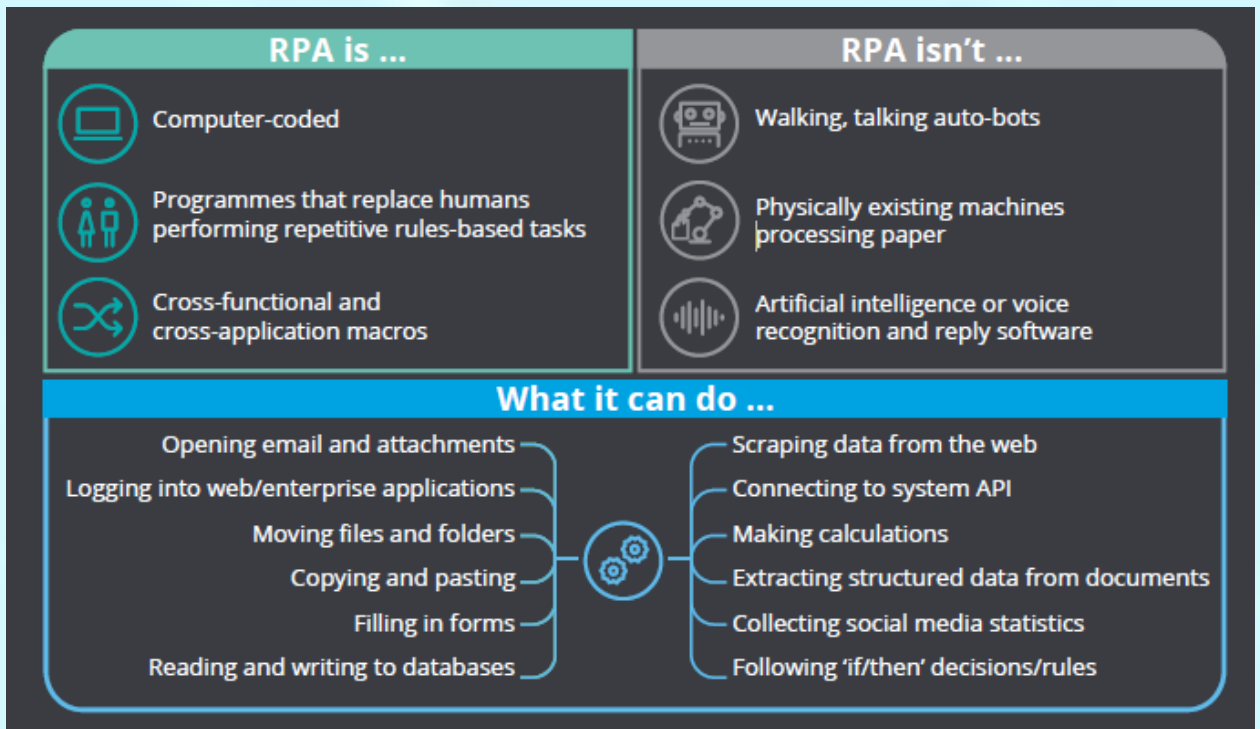 RPA is ...
Computer-coded
Programmes that replace humans
performing repetitive rules-based tasks
Cross-functional and
cross-application macros
RPA isn’t ...
Walking, talking auto-bots
Physically existing machines
processing paper
Artificial intelligence or voice
recognition and reply software
What it can do ...
Opening email and attachments
Logging into web/enterprise applications
Moving files and folders
Copying and pasting
Filling in forms
Reading and writing to databases
Scraping data from the web
Connecting to system API
Making calculations
Extracting structured data from documents
Collecting social media statistics
Following ‘if/then’ decisions/rules